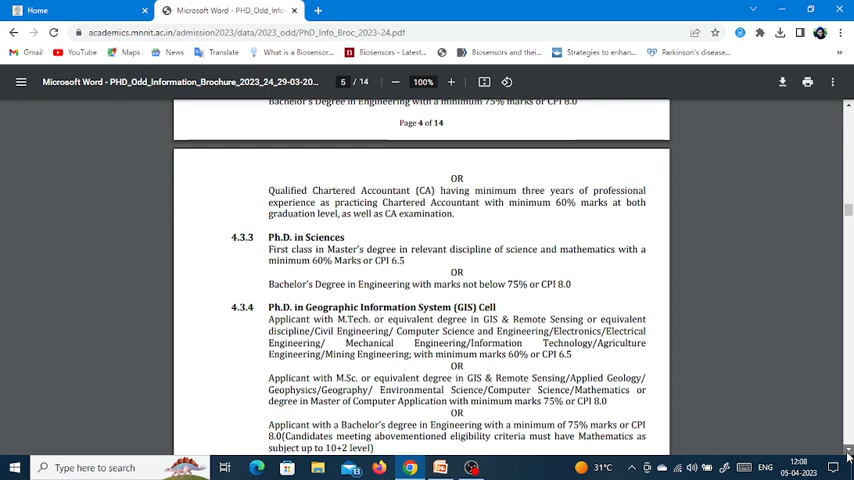 Home
Microsoft Word - PHD_Odd_Info
academics.mnnit.ac.in/admission2023/data/2023_odd/PhD_Info_Broc_2023-24.pdf
Gmail YouTube Maps News Translate What is a Biosensor... Biosensors - Latest... Biosensors and thei... Strategies to enhan... Parkinson's disease...
Microsoft Word - PHD_Odd_Information_Brochure_2023_24_29-03-20... 5 / 14 100%
Bachelor's Degree in Engineering with a minimum 75% marks or CPI 8.0
Page 4 of 14
OR
Qualified Chartered Accountant (CA) having minimum three years of professional
experience as practicing Chartered Accountant with minimum 60% marks at both
graduation level, as well as CA examination.
4.3.3 Ph.D. in Sciences
First class in Master's degree in relevant discipline of science and mathematics with a
minimum 60% Marks or CPI 6.5
OR
Bachelor's Degree in Engineering with marks not below 75% or CPI 8.0
4.3.4 Ph.D. in Geographic Information System (GIS) Cell
Applicant with M.Tech. or equivalent degree in GIS & Remote Sensing or equivalent
discipline/Civil Engineering/ Computer Science and Engineering/Electronics/Electrical
Engineering/ Mechanical Engineering/Information Technology/Agriculture
Engineering/Mining Engineering; with minimum marks 60% or CPI 6.5
OR
Applicant with M.Sc. or equivalent degree in GIS & Remote Sensing/Applied Geology/
Geophysics/Geography/ Environmental Science/Computer Science/Mathematics or
degree in Master of Computer Application with minimum marks 75% or CPI 8.0
OR
Applicant with a Bachelor's degree in Engineering with a minimum of 75% marks or CPI
8.0(Candidates meeting abovementioned eligibility criteria must have Mathematics as
subject up to 10+2 level)
Type here to search
31°C
ENG
12:08
05-04-2023